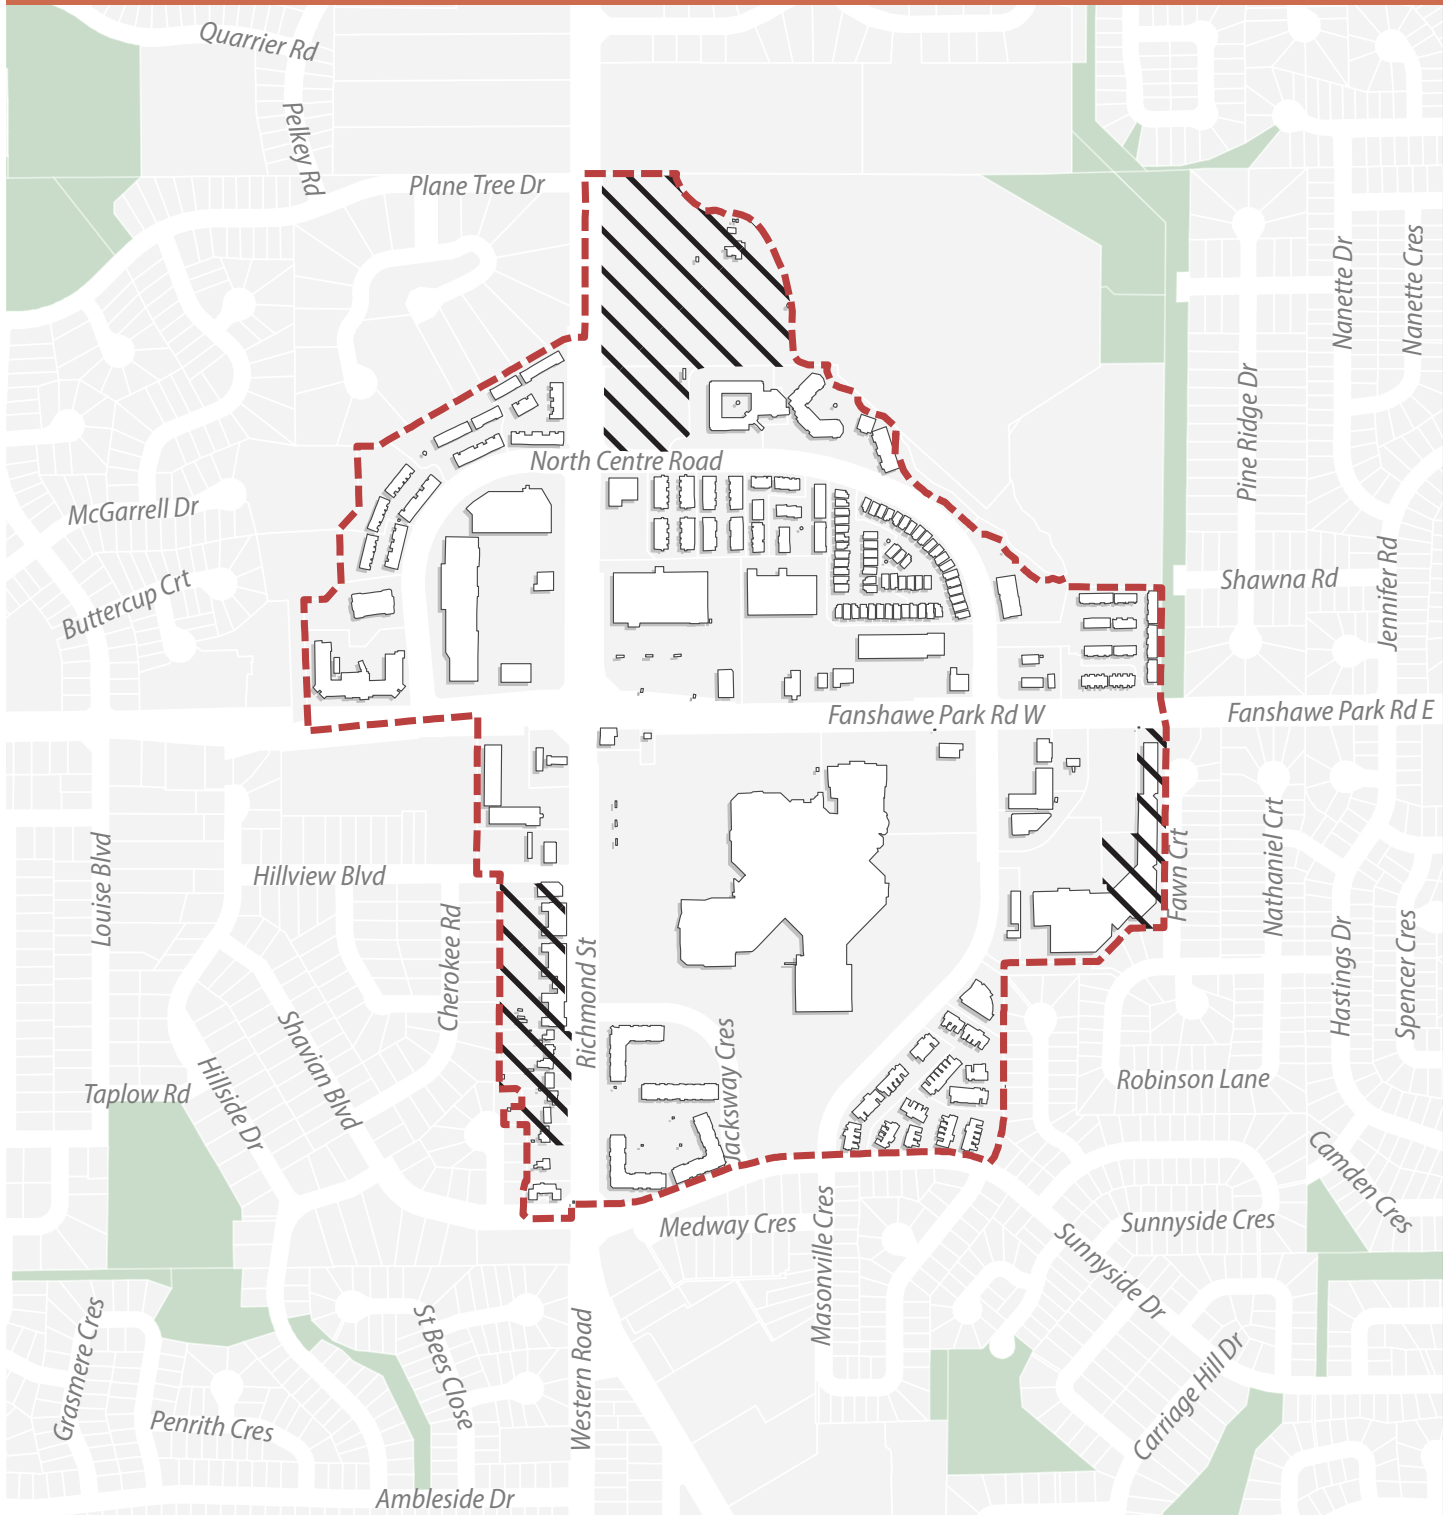 Quarrier Rd
Pelkey Rd
Plane Tree Dr
Nanette Dr
Nanette Cres
Pine Ridge Dr
North Centre Road
McGarrell Dr
Buttercup Crt
Shawna Rd
Jennifer Rd
Fanshawe Park Rd W
Fanshawe Park Rd E
Louise Blvd
Hillview Blvd
Cherokee Rd
Richmond St
Fawn Crt
Nathaniel Crt
Hastings Dr
Spencer Cres
Shavian Blvd
Hillside Dr
Taplow Rd
Jacksway Cres
Robinson Lane
Camden Cres
Medway Cres
Masonville Cres
Sunnyside Cres
Sunnyside Dr
Grasmere Cres
St Bees Close
Western Road
Carriage Hill Dr
Penrith Cres
Ambleside Dr